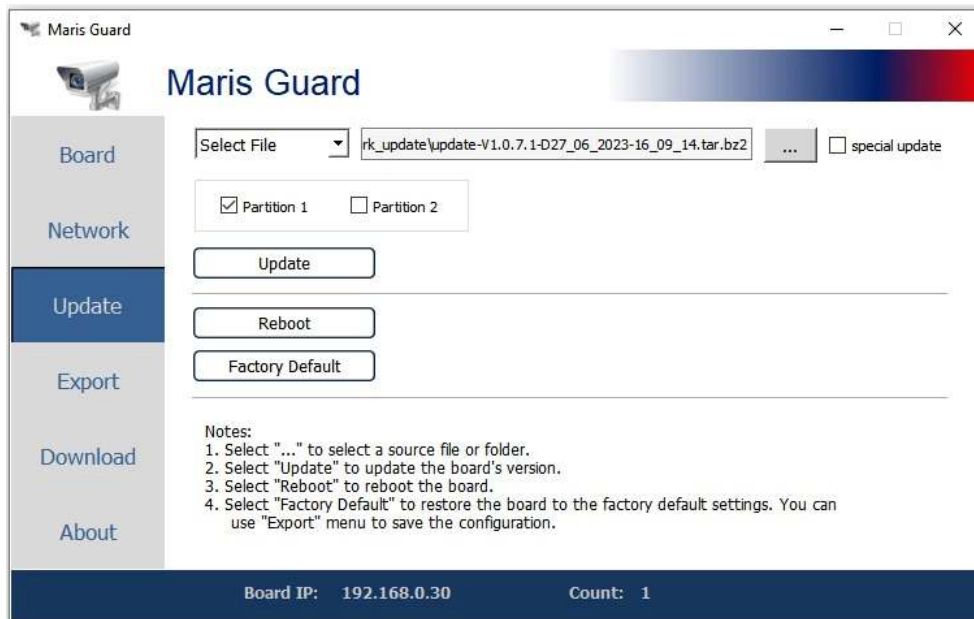 Maris Guard
Maris Guard
Board
Network
Update
Export
Download
About
Select File
rk_update\update-V1.0.7.1-D27_06_2023-16_09_14.tar.bz2
...
special update
Partition 1
Partition 2
Update
Reboot
Factory Default
Notes:
1. Select "..." to select a source file or folder.
2. Select "Update" to update the board's version.
3. Select "Reboot" to reboot the board.
4. Select "Factory Default" to restore the board to the factory default settings. You can
use "Export" menu to save the configuration.
Board IP: 192.168.0.30 Count: 1